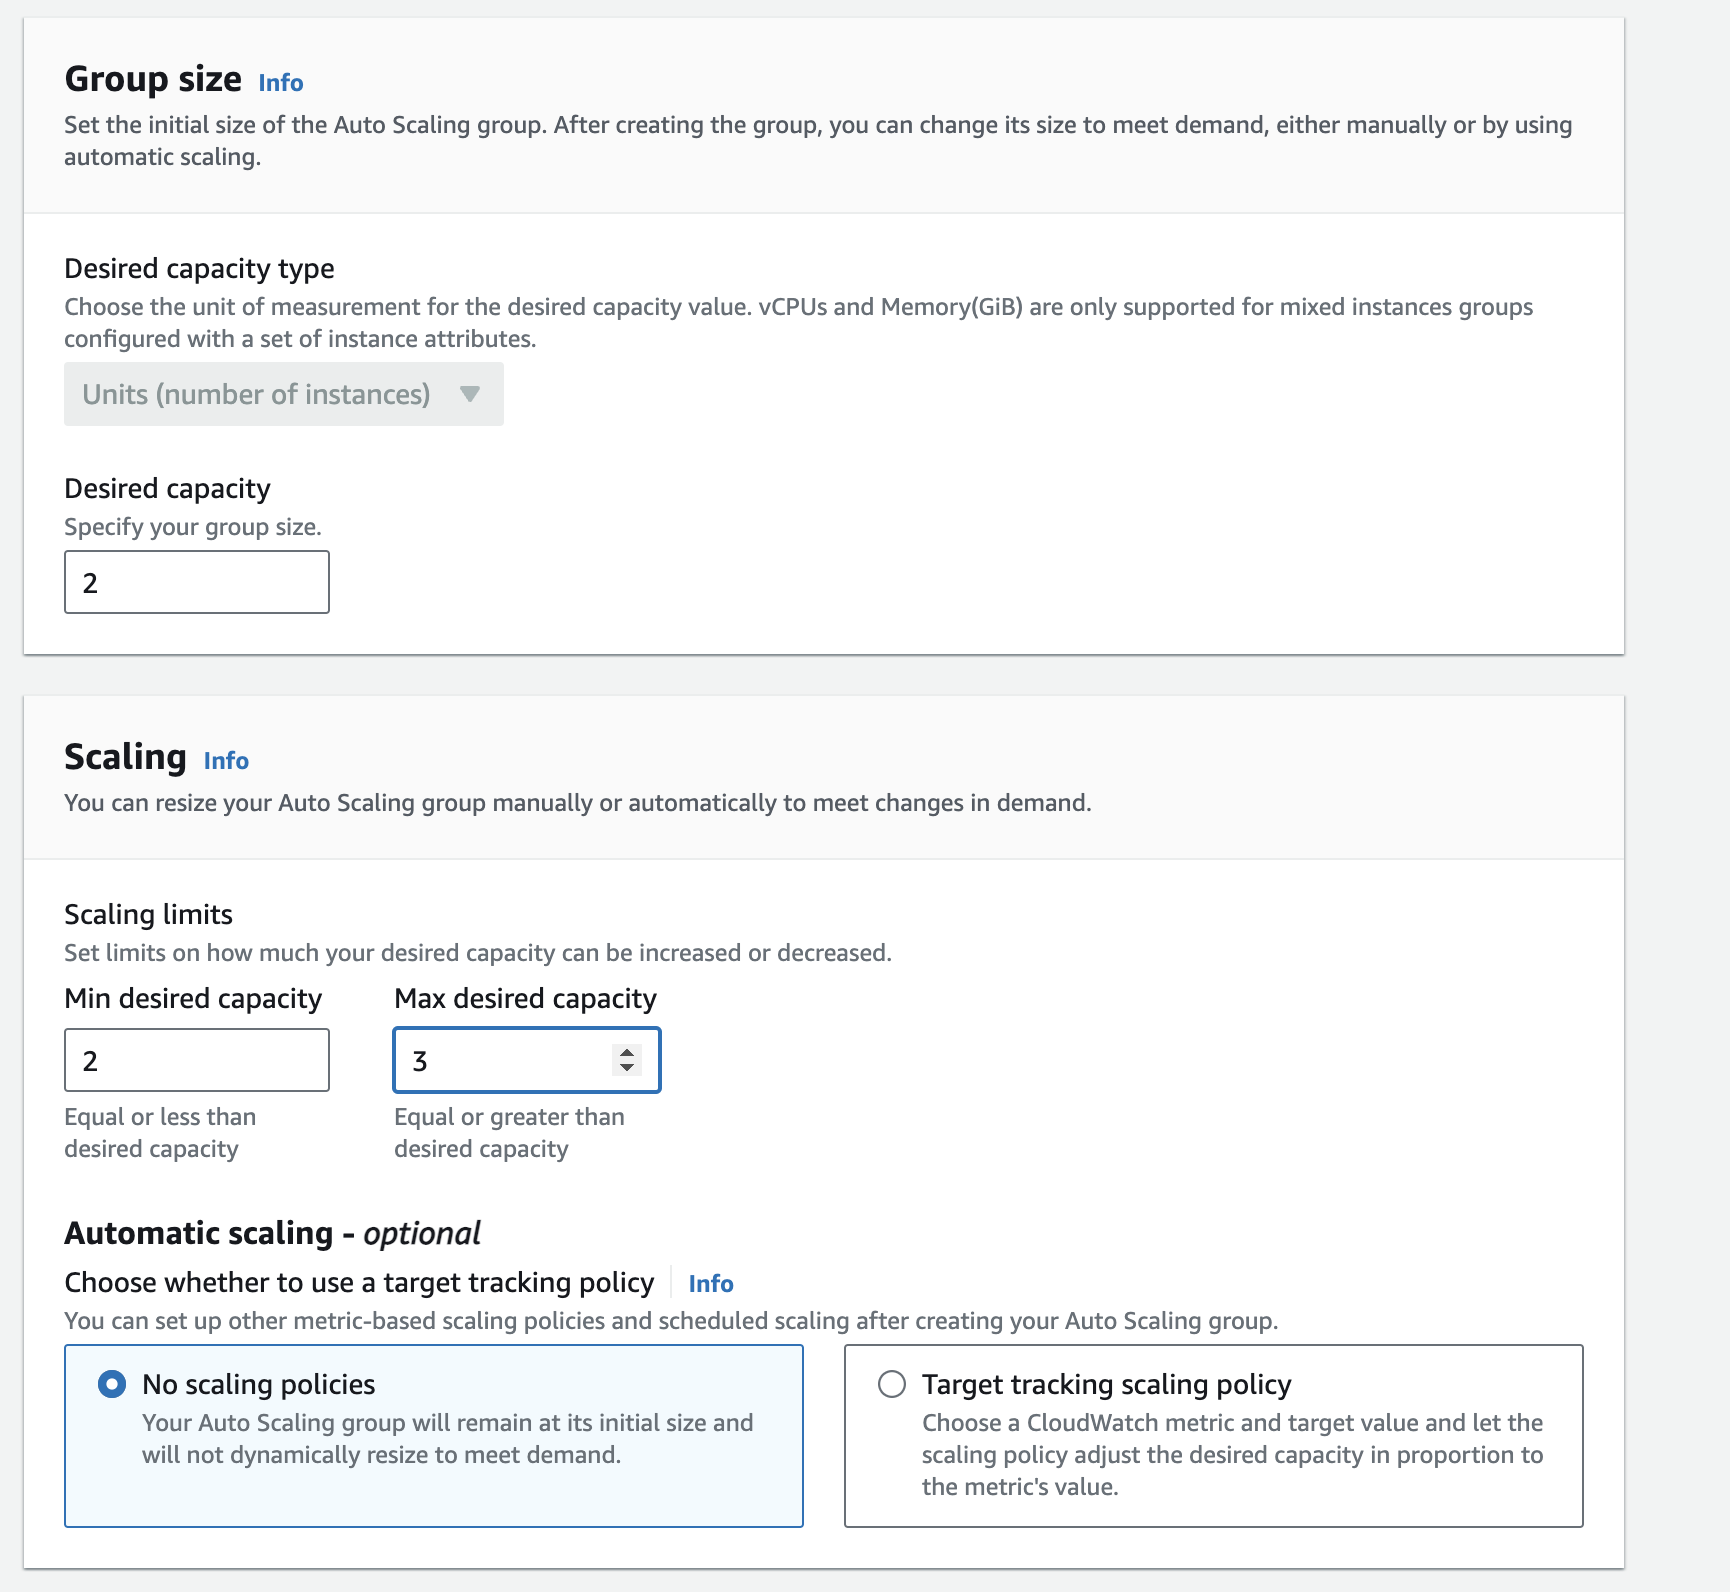 Group size Info
Set the initial size of the Auto Scaling group. After creating the group, you can change its size to meet demand, either manually or by using
automatic scaling.
Desired capacity type
Choose the unit of measurement for the desired capacity value. vCPUs and Memory(GiB) are only supported for mixed instances groups
configured with a set of instance attributes.
Units (number of instances)
Desired capacity
Specify your group size.
2
Scaling Info
You can resize your Auto Scaling group manually or automatically to meet changes in demand.
Scaling limits
Set limits on how much your desired capacity can be increased or decreased.
Min desired capacity Max desired capacity
2 3
Equal or less than Equal or greater than
desired capacity desired capacity
Automatic scaling - optional
Choose whether to use a target tracking policy Info
You can set up other metric-based scaling policies and scheduled scaling after creating your Auto Scaling group.
No scaling policies
Your Auto Scaling group will remain at its initial size and
will not dynamically resize to meet demand.
Target tracking scaling policy
Choose a CloudWatch metric and target value and let the
scaling policy adjust the desired capacity in proportion to
the metric's value.